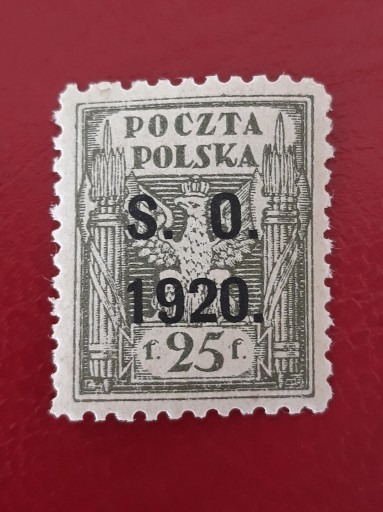 POCZTA
POLSKA
S. O.
1920.
f. 25 f.